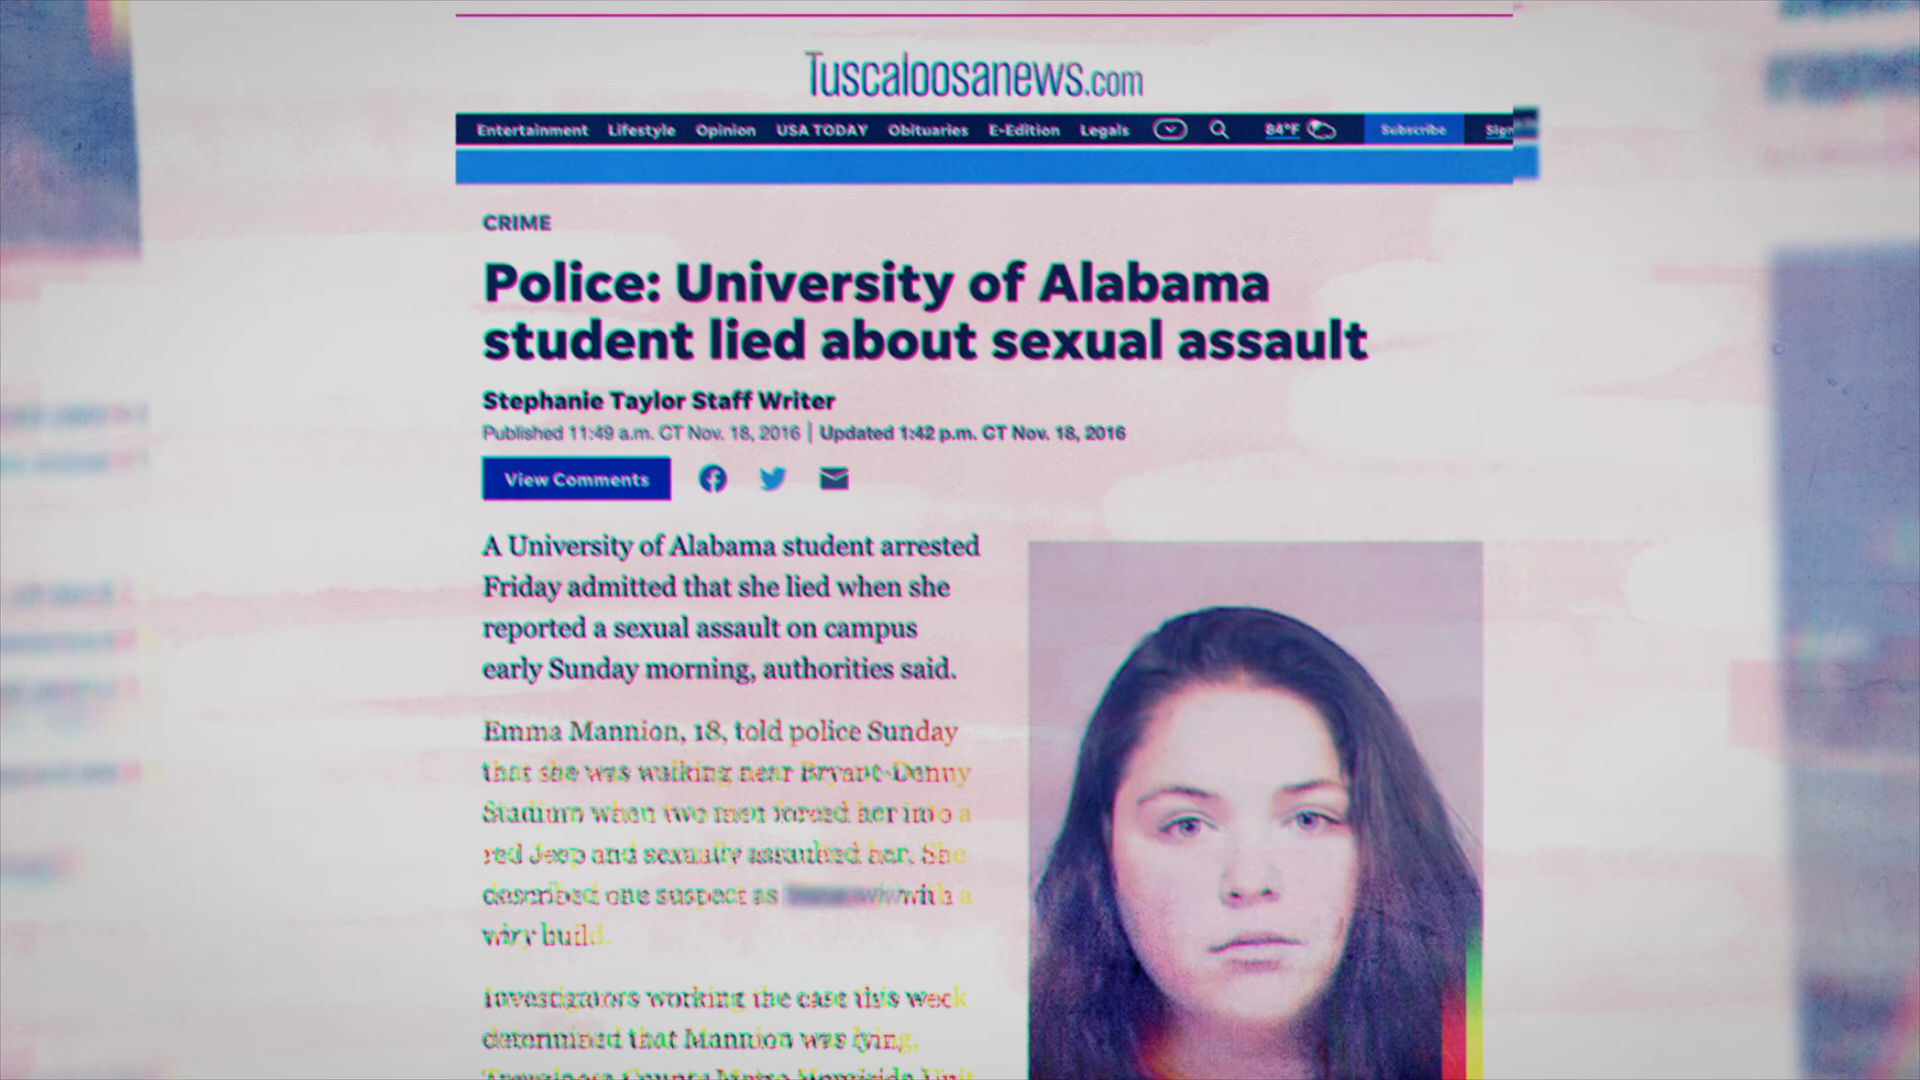 Tuscaloosanews.com
Entertainment Lifestyle Opinion USA TODAY Obituaries E-Edition Legals 84°F Subscribe
CRIME
Police: University of Alabama
student lied about sexual assault
Stephanie Taylor Staff Writer
Published 11:49 a.m. CT Nov. 18, 2016 | Updated 1:42 p.m. CT Nov. 18, 2016
View Comments
A University of Alabama student arrested
Friday admitted that she lied when she
reported a sexual assault on campus
early Sunday morning, authorities said.
Emma Mannion, 18, told police Sunday
that she was walking near Bryant-Denny
Stadium when two men forced her into a
red Jeep and sexually assaulted her. She
described one suspect as with a
wiry build.
Investigators working the case this week
determined that Mannion was lying,
Tuscaloosa County Metro Homicide Unit